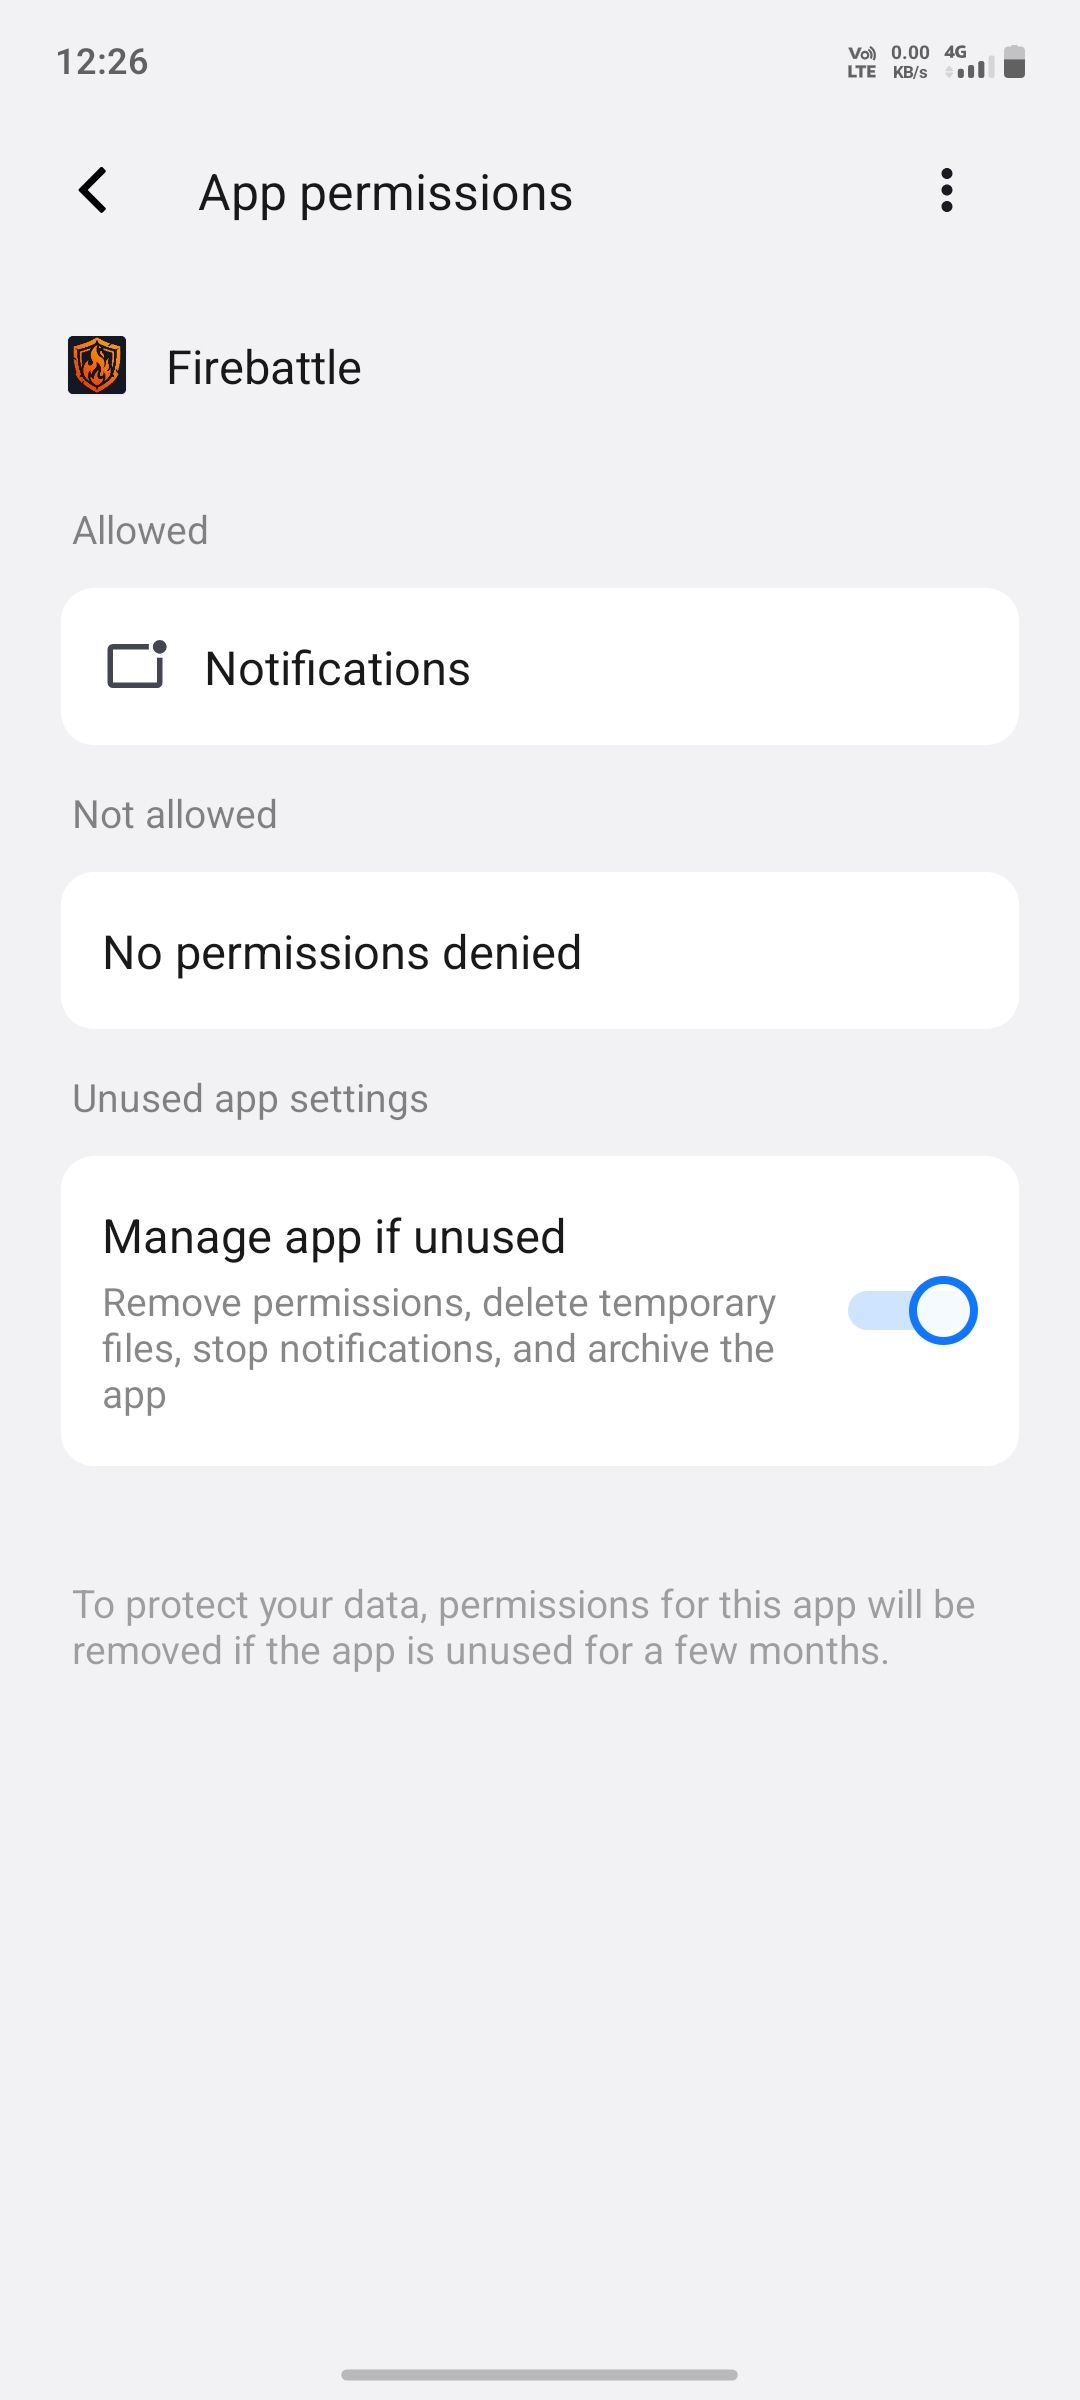 12:26
Vo)) LTE 0.00 KB/s 4G
App permissions
Firebattle
Allowed
Notifications
Not allowed
No permissions denied
Unused app settings
Manage app if unused
Remove permissions, delete temporary
files, stop notifications, and archive the
app
To protect your data, permissions for this app will be
removed if the app is unused for a few months.